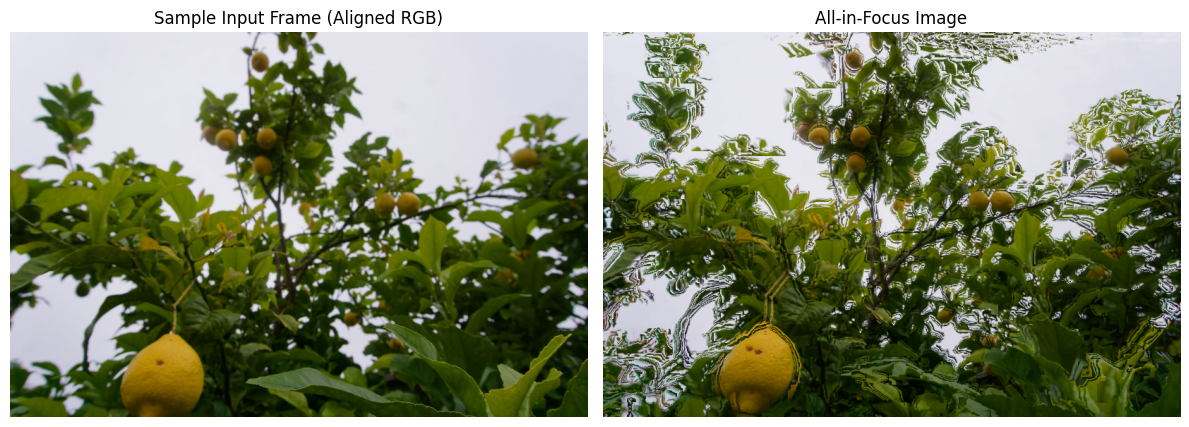 Sample Input Frame (Aligned RGB)
All-in-Focus Image